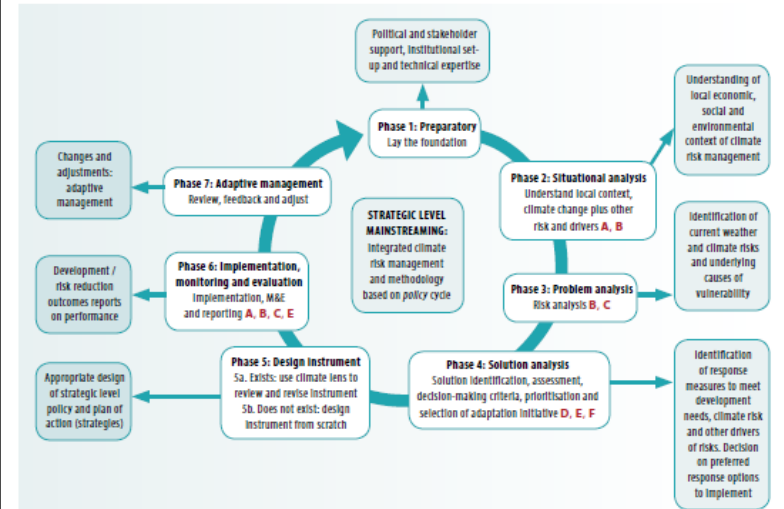 Political and stakeholder
support, institutional set-
up and technical expertise
Phase 1: Preparatory
Lay the foundation
Understanding of
local economic,
social and
environmental
context of climate
risk management
Phase 2: Situational analysis
Understand local context,
climate change plus other
risk and drivers A, B
Identification of
current weather
and climate risks
and underlying
causes of
vulnerability
Phase 3: Problem analysis
Risk analysis B, C
Identification
of response
measures to meet
development
needs, climate risk
and other drivers
of risks. Decision
on preferred
response options
to implement
Phase 4: Solution analysis
Solution identification, assessment,
decision-making criteria, prioritisation and
selection of adaptation initiative D, E, F
Phase 5: Design instrument
5a. Exists: use climate lens to
review and revise instrument
5b. Does not exist: design
instrument from scratch
Appropriate design
of strategic level
policy and plan of
action (strategies)
Phase 6: Implementation,
monitoring and evaluation
Implementation, M&E
and reporting A, B, C, E
Development /
risk reduction
outcomes reports
on performance
Phase 7: Adaptive management
Review, feedback and adjust
Changes and
adjustments:
adaptive
management
STRATEGIC LEVEL
MAINSTREAMING:
Integrated climate
risk management
and methodology
based on policy cycle